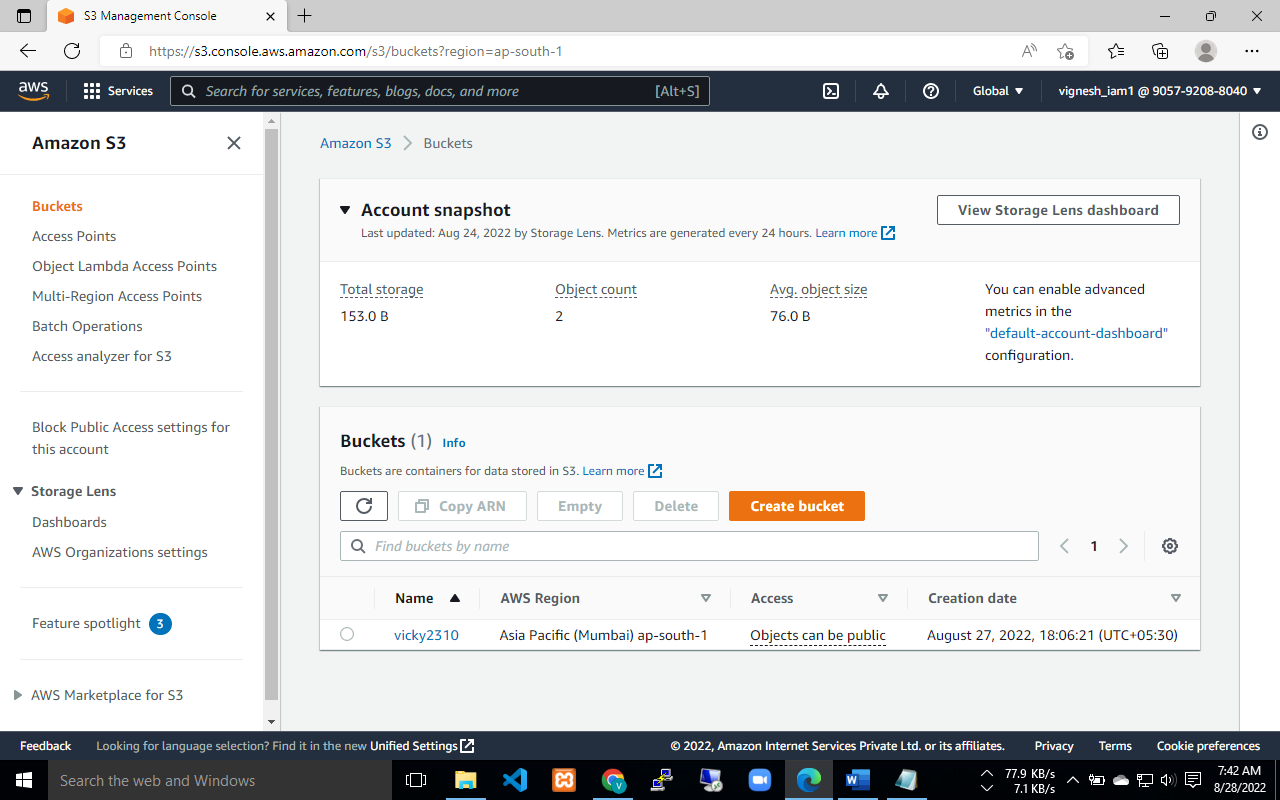 S3 Management Console
https://s3.console.aws.amazon.com/s3/buckets?region=ap-south-1
aws
Services
Search for services, features, blogs, docs, and more
[Alt+S]
Global
vignesh_iam1 @ 9057-9208-8040
Amazon S3
Buckets
Access Points
Object Lambda Access Points
Multi-Region Access Points
Batch Operations
Access analyzer for S3
Block Public Access settings for
this account
Storage Lens
Dashboards
AWS Organizations settings
Feature spotlight 3
AWS Marketplace for S3
Amazon S3 Buckets
Account snapshot
Last updated: Aug 24, 2022 by Storage Lens. Metrics are generated every 24 hours. Learn more
View Storage Lens dashboard
Total storage
153.0 B
Object count
2
Avg. object size
76.0 B
You can enable advanced
metrics in the
"default-account-dashboard"
configuration.
Buckets (1) Info
Buckets are containers for data stored in S3. Learn more
Copy ARN
Empty
Delete
Create bucket
Find buckets by name
1
Name AWS Region Access Creation date
vicky2310 Asia Pacific (Mumbai) ap-south-1 Objects can be public August 27, 2022, 18:06:21 (UTC+05:30)
Feedback
Looking for language selection? Find it in the new Unified Settings
© 2022, Amazon Internet Services Private Ltd. or its affiliates.
Privacy
Terms
Cookie preferences
Search the web and Windows
77.9 KB/s
7.1 KB/s
7:42 AM
8/28/2022